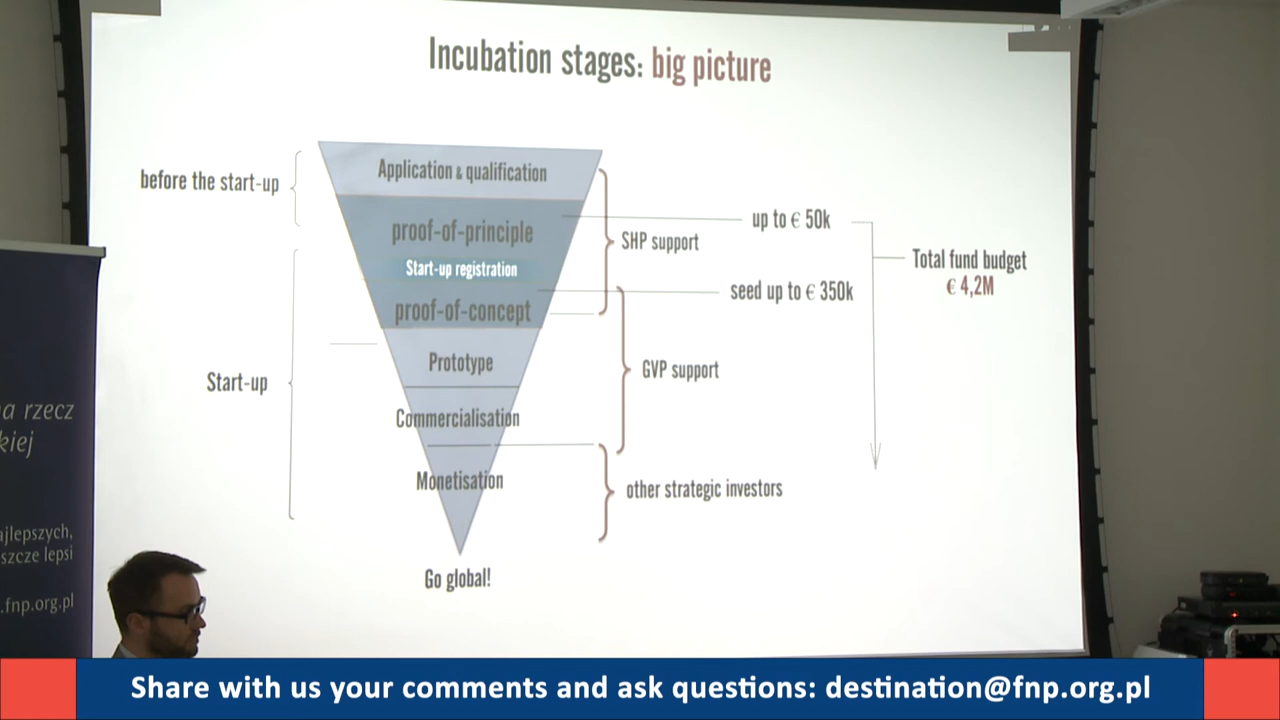 Incubation stages: big picture
before the start-up
Application & qualification
proof-of-principle
Start-up registration
proof-of-concept
Prototype
Commercialisation
Monetisation
Go global!
Start-up
SHP support
GVP support
other strategic investors
up to € 50k
seed up to € 350k
Total fund budget
€ 4,2M
na rzecz
kiej
ajlepszych,
szcze lepsi
.fnp.org.pl
Share with us your comments and ask questions: destination@fnp.org.pl